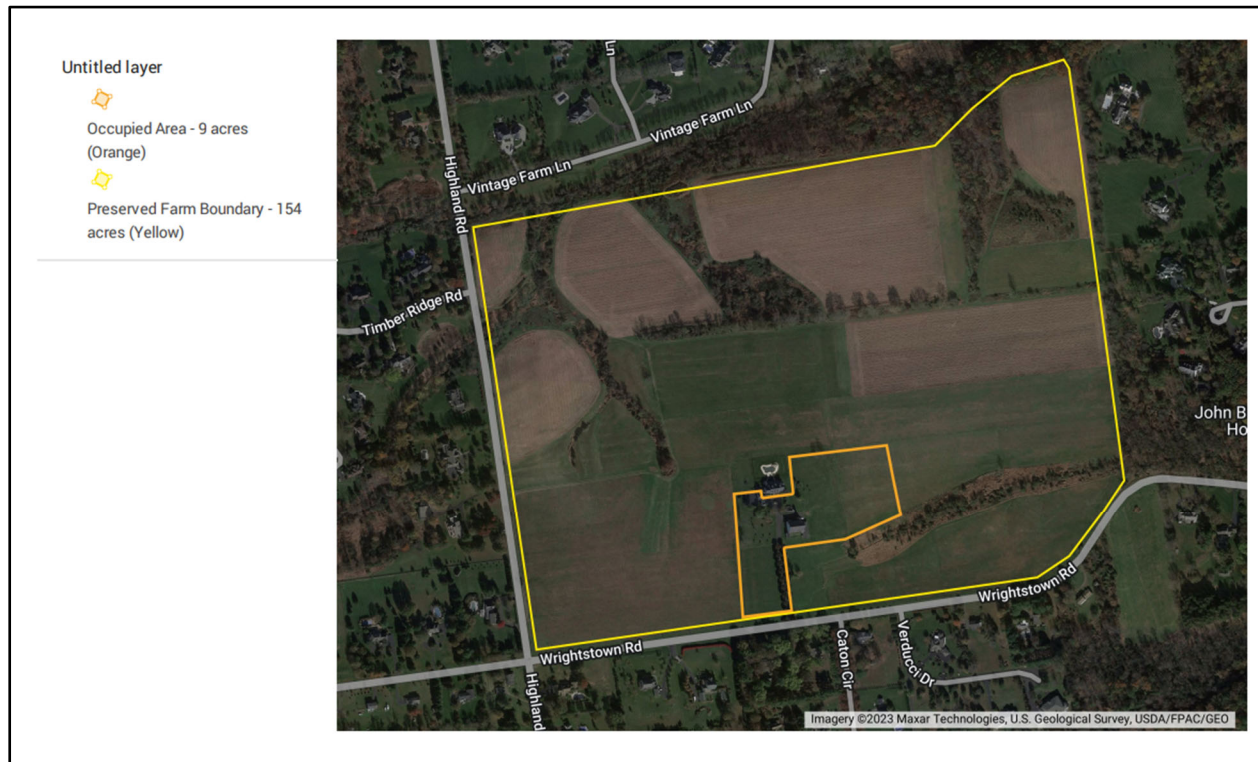 Untitled layer
Occupied Area - 9 acres
(Orange)
Preserved Farm Boundary - 154
acres (Yellow)
Ln
Vintage Farm Ln
Vintage Farm Ln
Highland Rd
Timber Ridge Rd
John B
Ho
Wrightstown Rd
Wrightstown Rd
Caton Cir
Verducci Dr
Highland
Imagery ©2023 Maxar Technologies, U.S. Geological Survey, USDA/FPAC/GEO